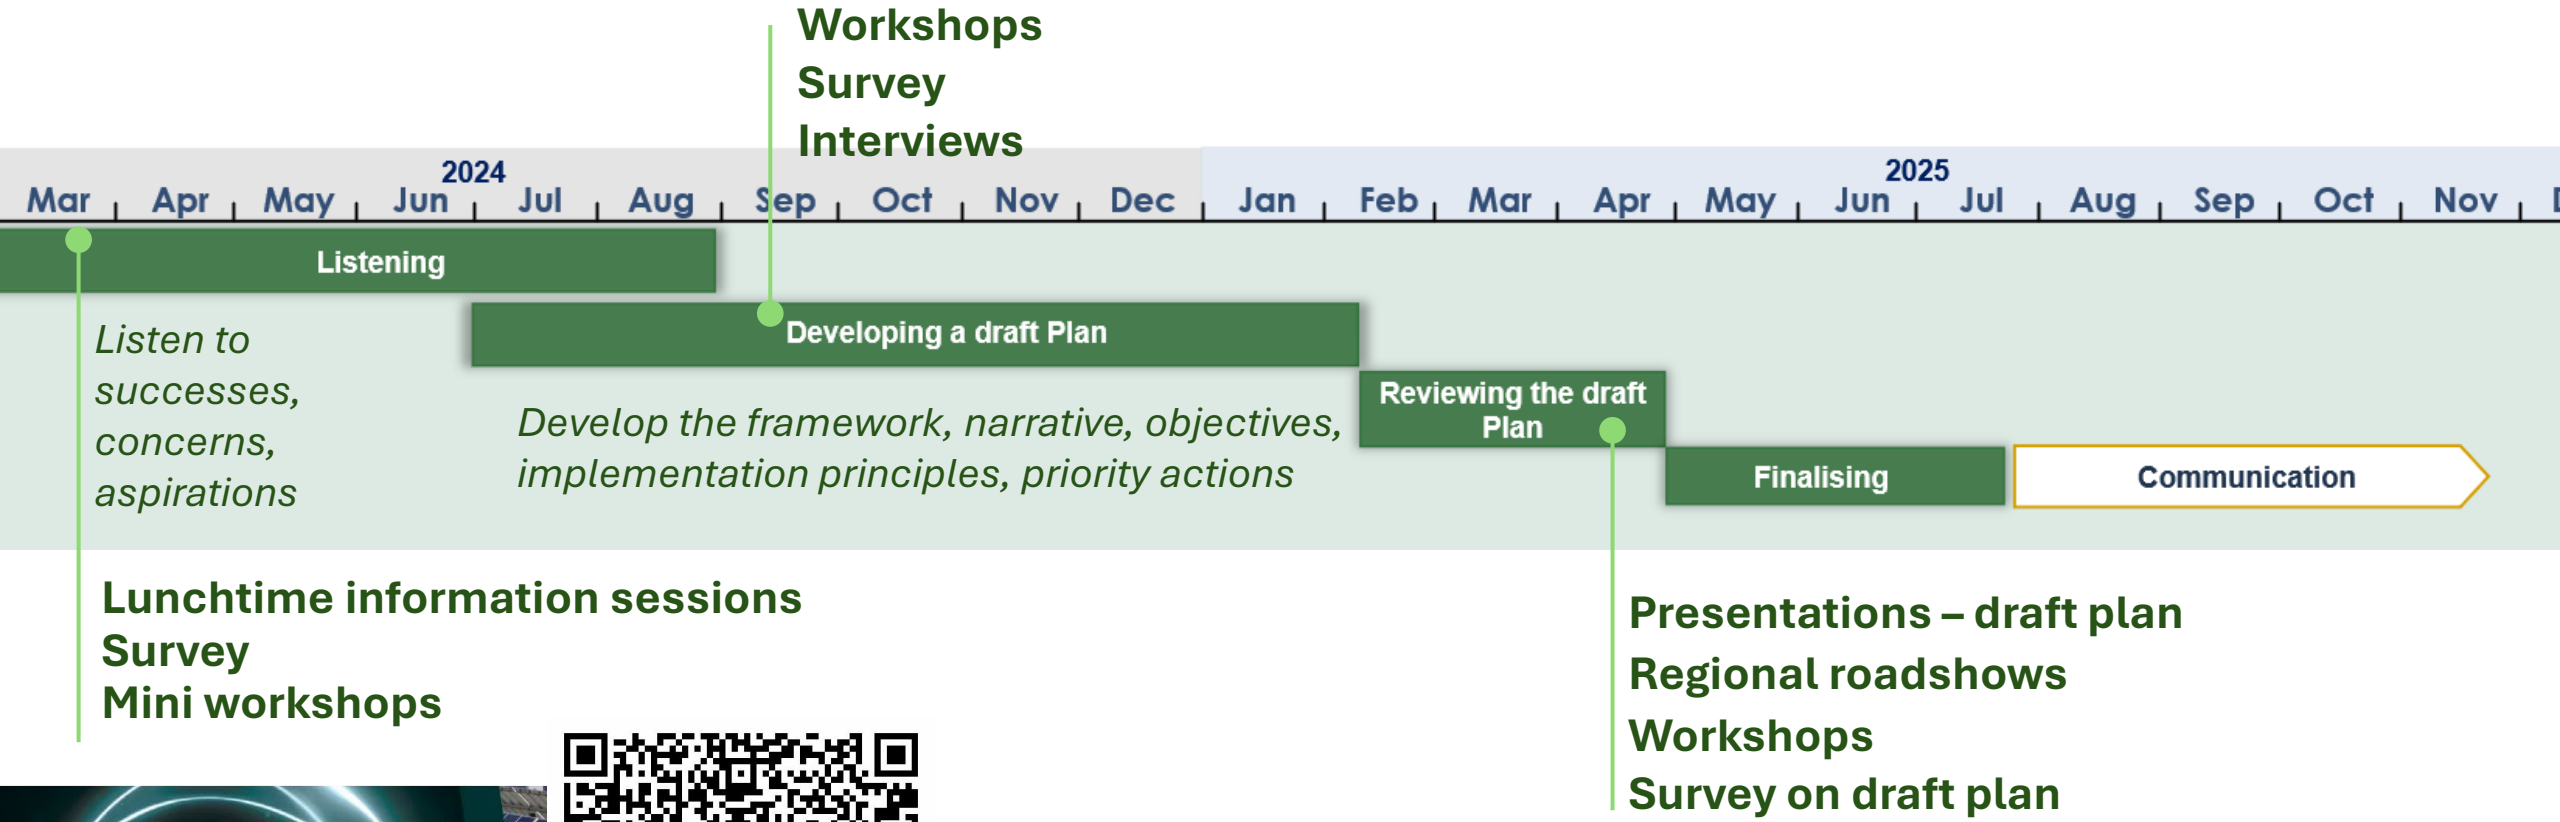 Workshops
Survey
Interviews
2024
2025
Mar Apr May Jun Jul Aug Sep Oct Nov Dec Jan Feb Mar Apr May Jun Jul Aug Sep Oct Nov
Listening
Developing a draft Plan
Listen to
successes,
concerns,
aspirations
Develop the framework, narrative, objectives,
implementation principles, priority actions
Reviewing the draft
Plan
Finalising
Communication
Lunchtime information sessions
Survey
Mini workshops
Presentations – draft plan
Regional roadshows
Workshops
Survey on draft plan